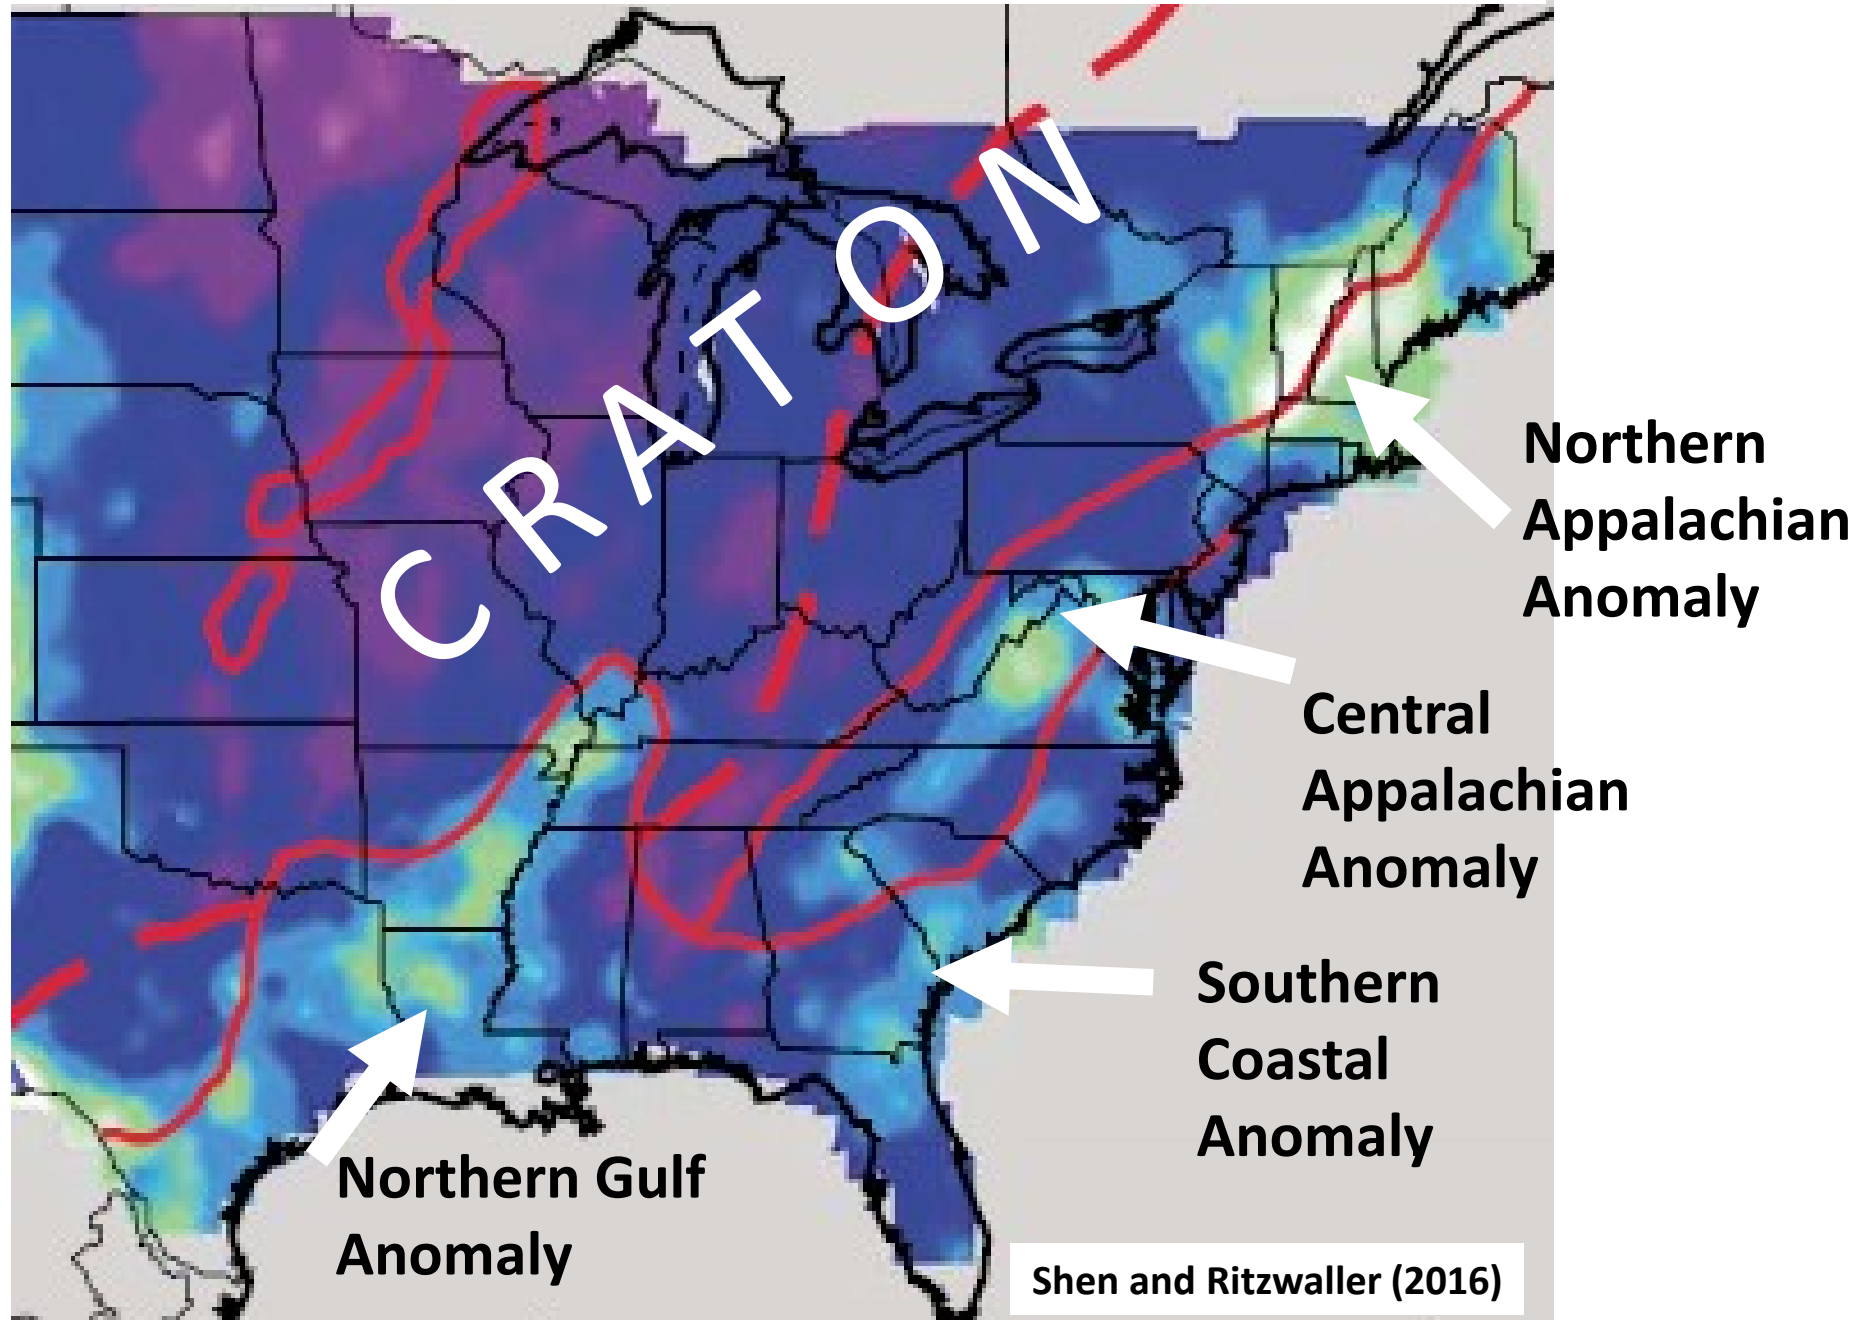 CRATON
Northern
Appalachian
Anomaly
Central
Appalachian
Anomaly
Southern
Coastal
Anomaly
Northern Gulf
Anomaly
Shen and Ritzwaller (2016)